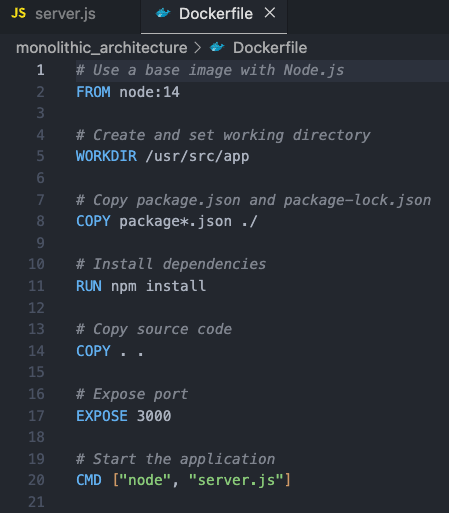 JS server.js Dockerfile ×
monolithic_architecture > Dockerfile
1 # Use a base image with Node.js
2 FROM node:14
3
4 # Create and set working directory
5 WORKDIR /usr/src/app
6
7 # Copy package.json and package-lock.json
8 COPY package*.json ./
9
10 # Install dependencies
11 RUN npm install
12
13 # Copy source code
14 COPY . .
15
16 # Expose port
17 EXPOSE 3000
18
19 # Start the application
20 CMD ["node", "server.js"]
21